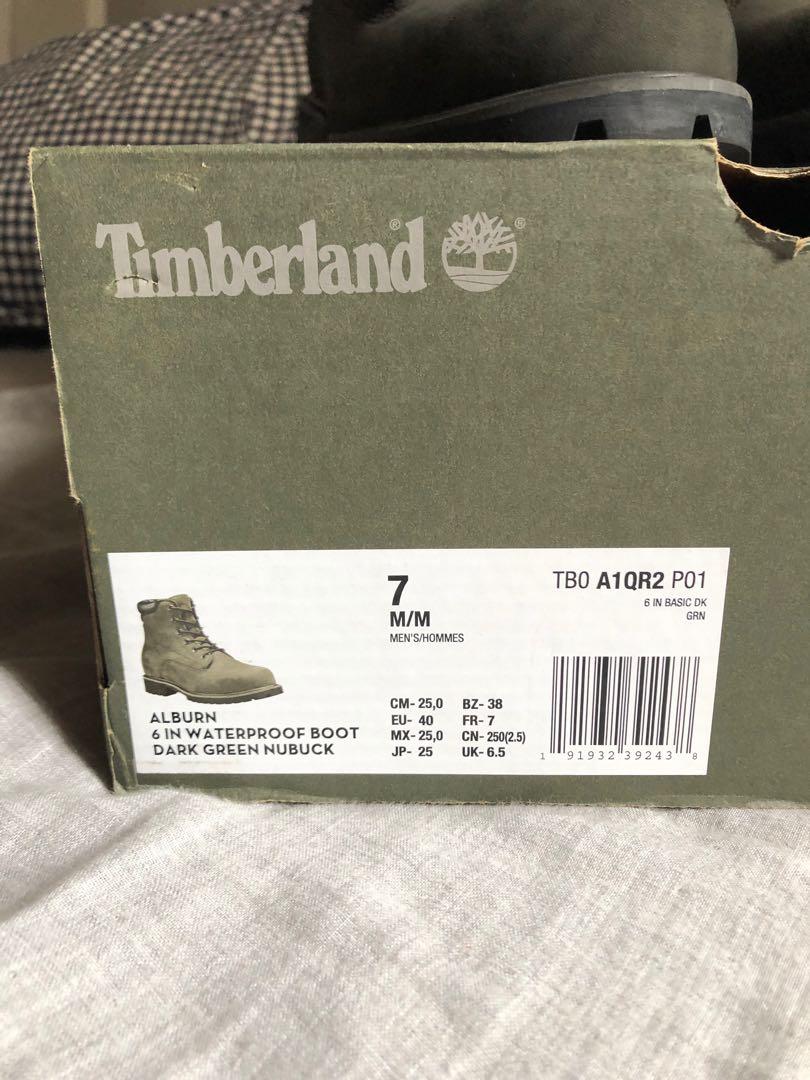 Timberland ® ®
7
M/M
MEN'S/HOMMES
TB0 A1QR2 P01
6 IN BASIC DK
GRN
ALBURN
6 IN WATERPROOF BOOT
DARK GREEN NUBUCK
CM- 25,0 BZ- 38
EU- 40 FR- 7
MX- 25,0 CN- 250(2.5)
JP- 25 UK- 6.5
1 91932 39243 8